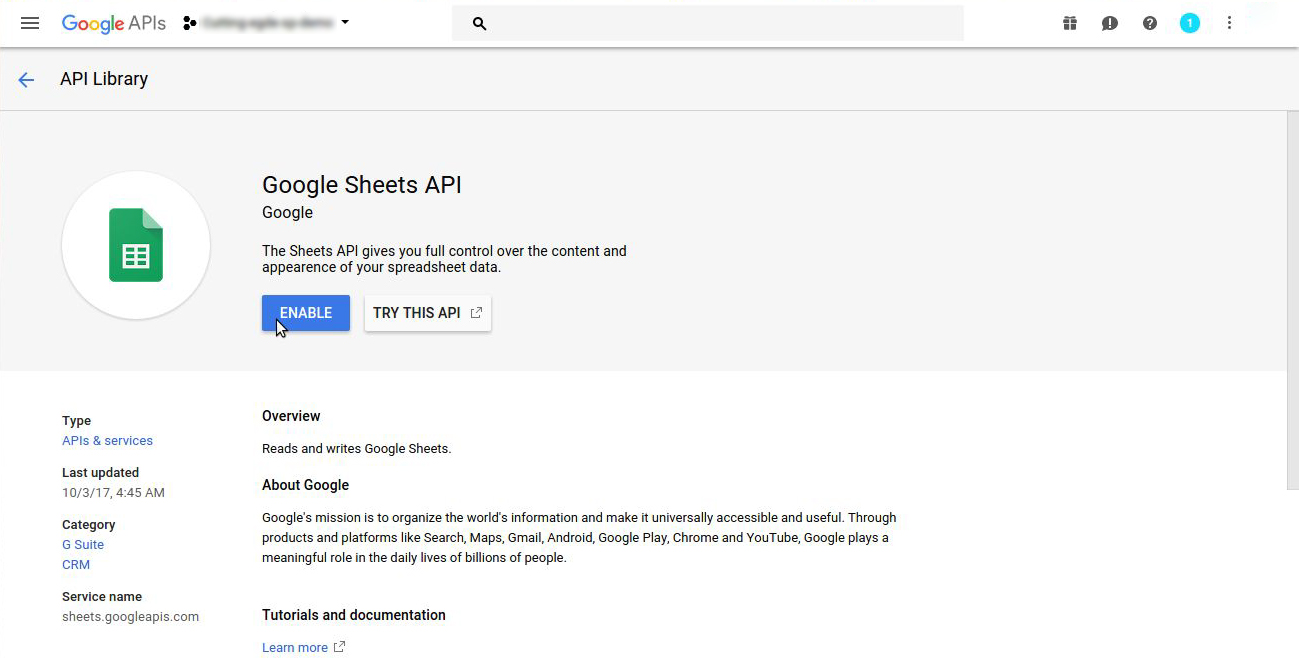 Google APIs
1
API Library
Google Sheets API
Google
The Sheets API gives you full control over the content and
appearence of your spreadsheet data.
ENABLE
TRY THIS API
Type
APIs & services
Last updated
10/3/17, 4:45 AM
Category
G Suite
CRM
Service name
sheets.googleapis.com
Overview
Reads and writes Google Sheets.
About Google
Google's mission is to organize the world's information and make it universally accessible and useful. Through
products and platforms like Search, Maps, Gmail, Android, Google Play, Chrome and YouTube, Google plays a
meaningful role in the daily lives of billions of people.
Tutorials and documentation
Learn more